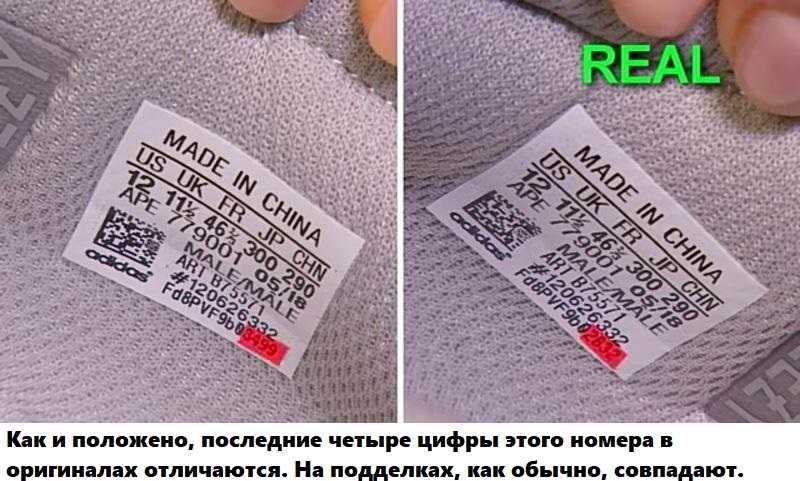 REAL
MADE IN CHINA
US UK FR JP CHN
12 11½ 46⅔ 300 290
APE 779001 05/18
MALE/MALE
ART B75571
#120626332
Fd8PVF9b03499
adidas
MADE IN CHINA
US UK FR JP CHN
12 11½ 46⅔ 300 290
APE 779001 05/18
MALE/MALE
ART B75571
#120626332
Fd8PVF9b02832
adidas
Как и положено, последние четыре цифры этого номера в
оригиналах отличаются. На подделках, как обычно, совпадают.